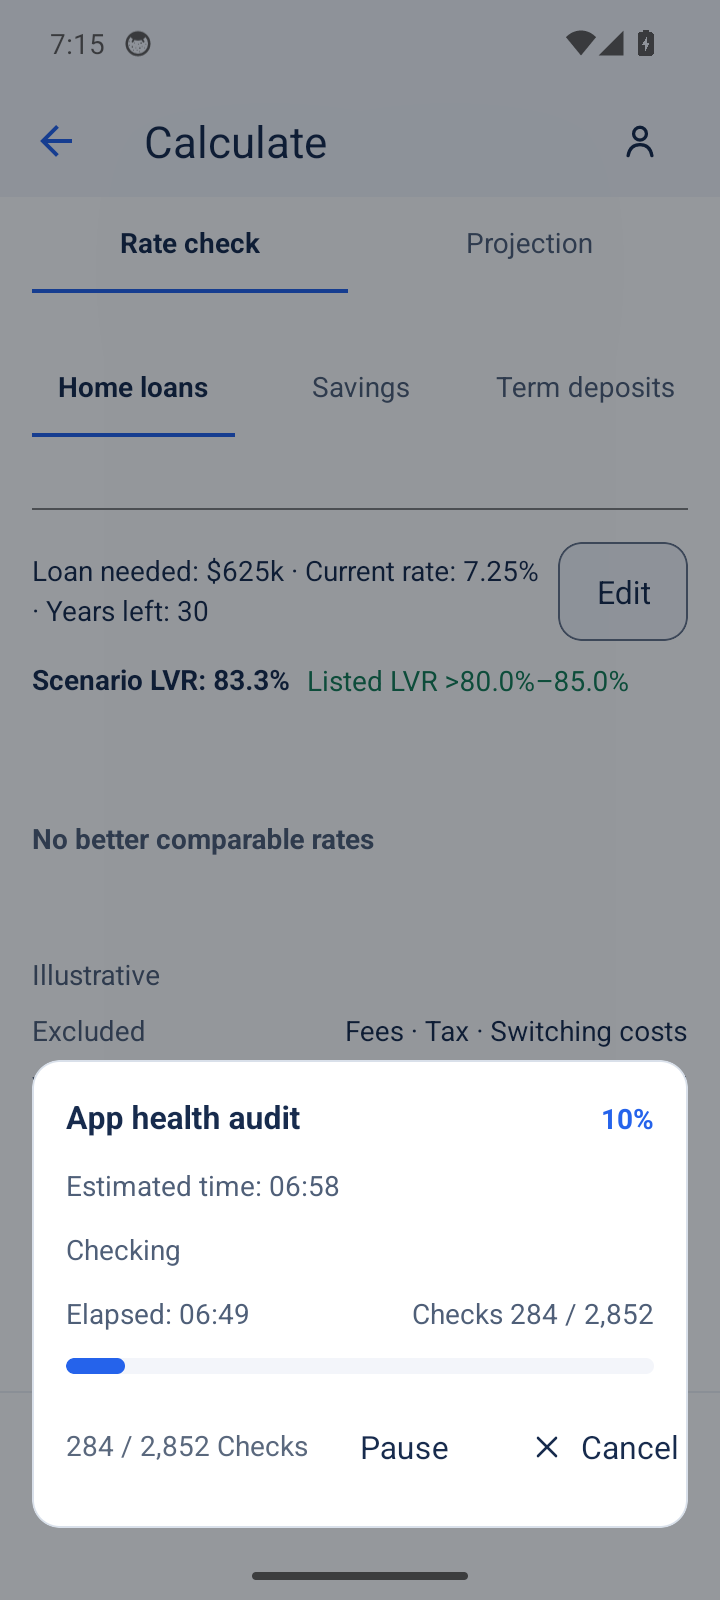 7:15
Calculate
Rate check
Projection
Home loans
Savings
Term deposits
Loan needed: $625k · Current rate: 7.25%
· Years left: 30
Edit
Scenario LVR: 83.3% Listed LVR >80.0%–85.0%
No better comparable rates
Illustrative
Excluded
Fees · Tax · Switching costs
App health audit
10%
Estimated time: 06:58
Checking
Elapsed: 06:49
Checks 284 / 2,852
284 / 2,852 Checks
Pause
Cancel